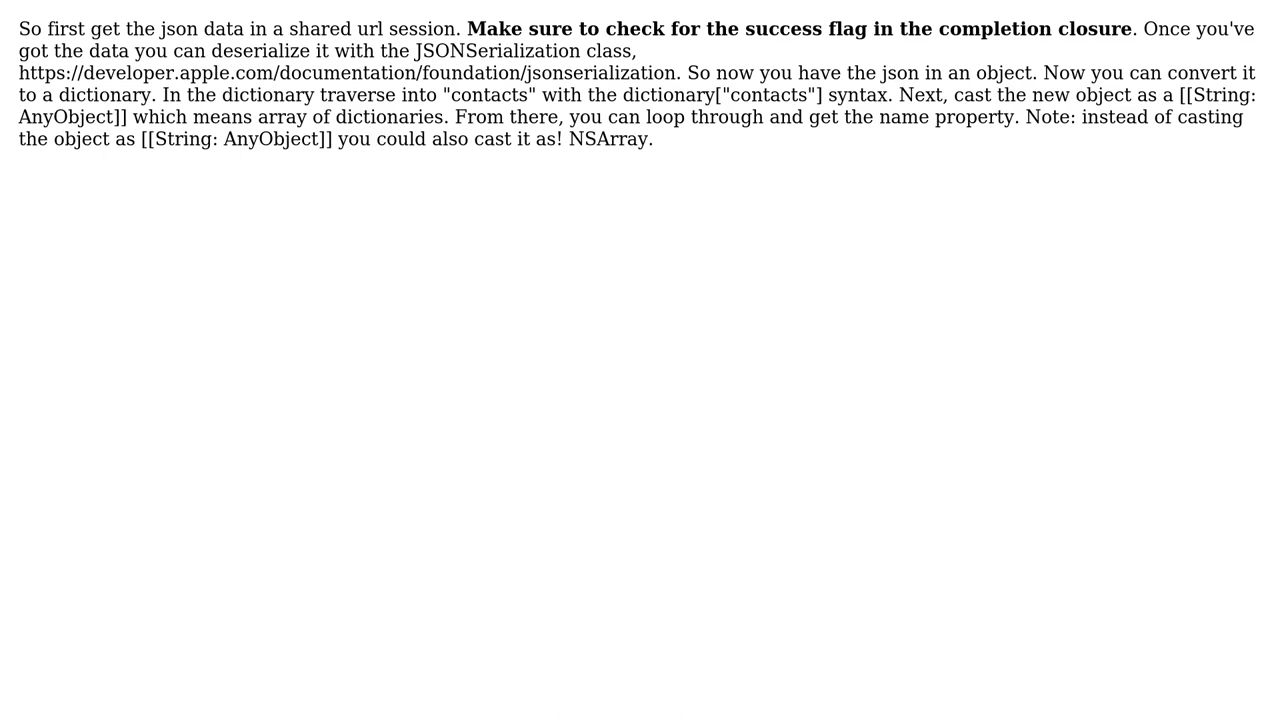 So first get the json data in a shared url session. Make sure to check for the success flag in the completion closure. Once you've
got the data you can deserialize it with the JSONSerialization class,
https://developer.apple.com/documentation/foundation/jsonserialization. So now you have the json in an object. Now you can convert it
to a dictionary. In the dictionary traverse into "contacts" with the dictionary["contacts"] syntax. Next, cast the new object as a [[String:
AnyObject]] which means array of dictionaries. From there, you can loop through and get the name property. Note: instead of casting
the object as [[String: AnyObject]] you could also cast it as! NSArray.